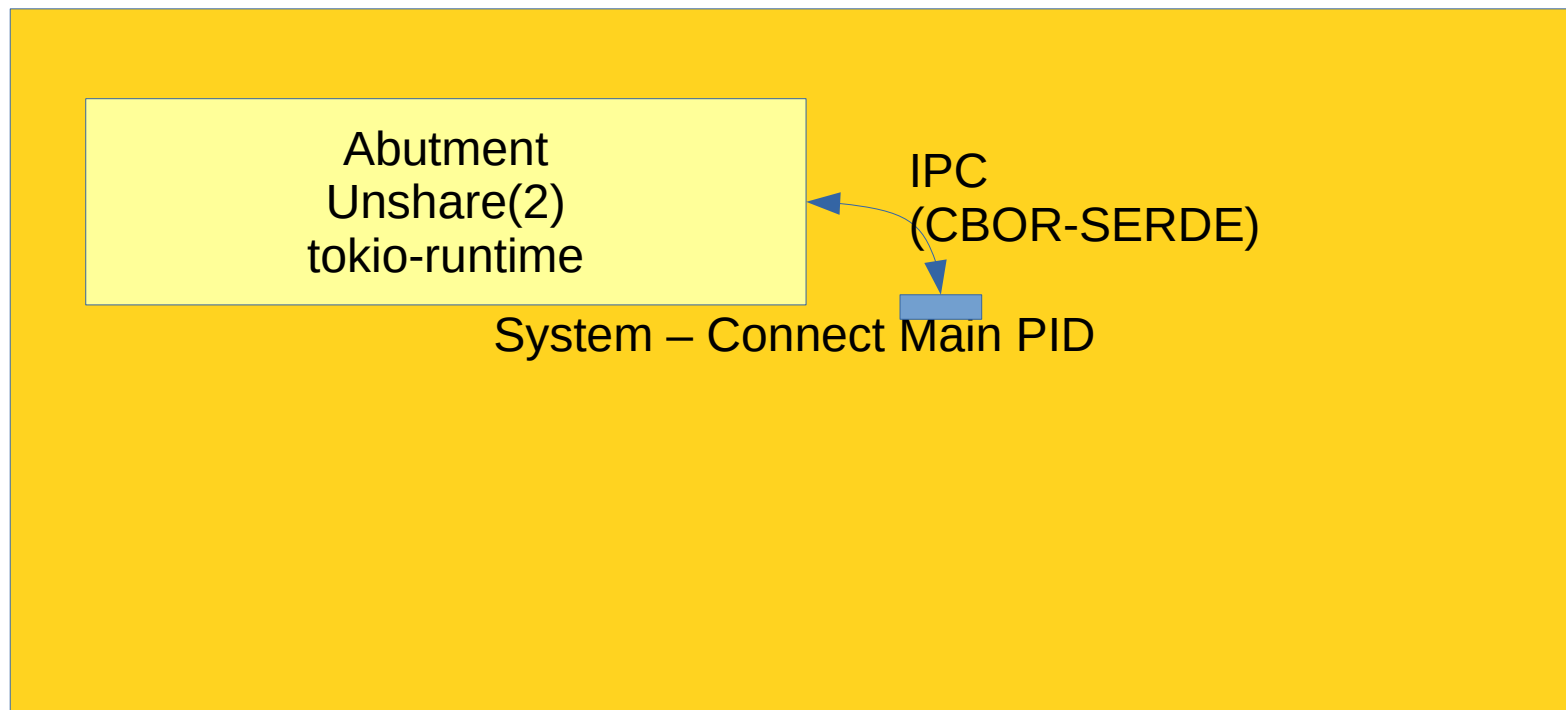 Abutment
Unshare(2)
tokio-runtime
IPC
(CBOR-SERDE)
System – Connect Main PID